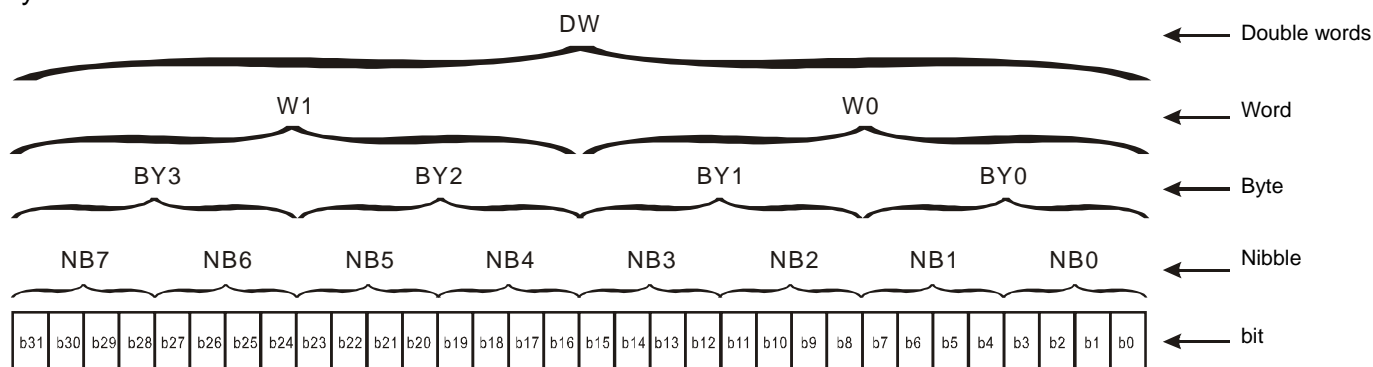 DW
Double words
W1 W0
Word
BY3 BY2 BY1 BY0
Byte
NB7 NB6 NB5 NB4 NB3 NB2 NB1 NB0
Nibble
b31 b30 b29 b28 b27 b26 b25 b24 b23 b22 b21 b20 b19 b18 b17 b16 b15 b14 b13 b12 b11 b10 b9 b8 b7 b6 b5 b4 b3 b2 b1 b0
bit